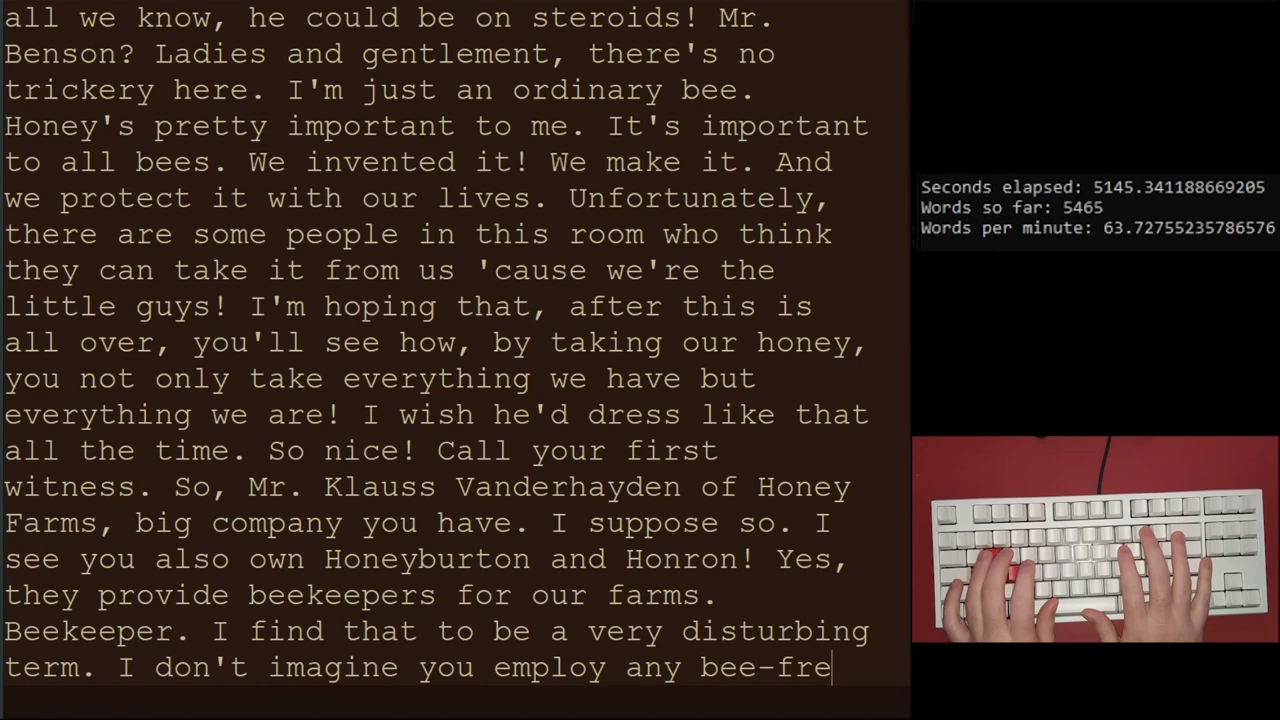 all we know, he could be on steroids! Mr.
Benson? Ladies and gentlement, there's no
trickery here. I'm just an ordinary bee.
Honey's pretty important to me. It's important
to all bees. We invented it! We make it. And
we protect it with our lives. Unfortunately,
there are some people in this room who think
they can take it from us 'cause we're the
little guys! I'm hoping that, after this is
all over, you'll see how, by taking our honey,
you not only take everything we have but
everything we are! I wish he'd dress like that
all the time. So nice! Call your first
witness. So, Mr. Klauss Vanderhayden of Honey
Farms, big company you have. I suppose so. I
see you also own Honeyburton and Honron! Yes,
they provide beekeepers for our farms.
Beekeeper. I find that to be a very disturbing
term. I don't imagine you employ any bee-fre
Seconds elapsed: 5145.341188669205
Words so far: 5465
Words per minute: 63.72755235786576